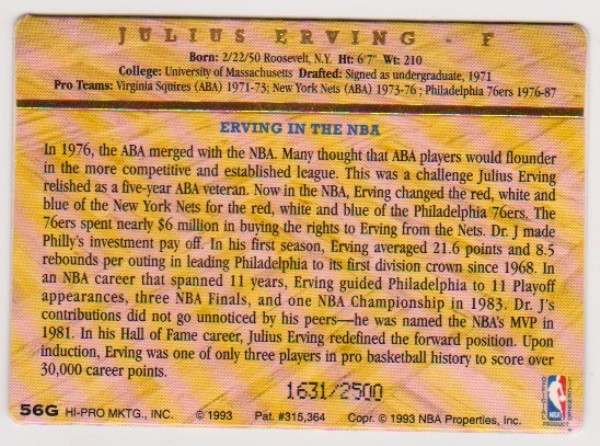 JULIUS ERVING - F
Born: 2/22/50 Roosevelt, N.Y. Ht: 6'7" Wt: 210
College: University of Massachusetts Drafted: Signed as undergraduate, 1971
Pro Teams: Virginia Squires (ABA) 1971-73; New York Nets (ABA) 1973-76 ; Philadelphia 76ers 1976-87
ERVING IN THE NBA
In 1976, the ABA merged with the NBA. Many thought that ABA players would flounder
in the more competitive and established league. This was a challenge Julius Erving
relished as a five-year ABA veteran. Now in the NBA, Erving changed the red, white and
blue of the New York Nets for the red, white and blue of the Philadelphia 76ers. The
76ers spent nearly $6 million in buying the rights to Erving from the Nets. Dr. J made
Philly's investment pay off. In his first season, Erving averaged 21.6 points and 8.5
rebounds per outing in leading Philadelphia to its first division crown since 1968. In
an NBA career that spanned 11 years, Erving guided Philadelphia to 11 Playoff
appearances, three NBA Finals, and one NBA Championship in 1983. Dr. J's
contributions did not go unnoticed by his peers—he was named the NBA's MVP in
1981. In his Hall of Fame career, Julius Erving redefined the forward position. Upon
induction, Erving was one of only three players in pro basketball history to score over
30,000 career points.
1631/2500
56G HI-PRO MKTG., INC. © 1993 Pat. #315,364 Copr. © 1993 NBA Properties, Inc.
NBA
PRODUCT